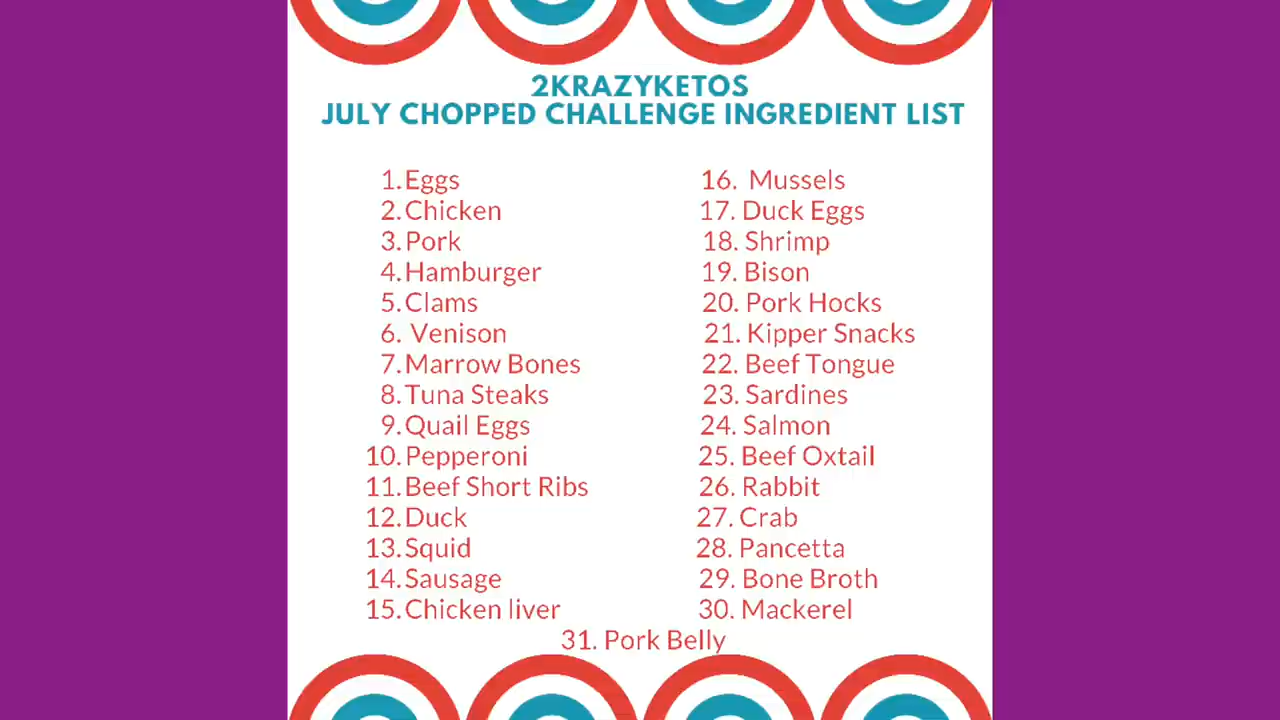 2KRAZYKETOS
JULY CHOPPED CHALLENGE INGREDIENT LIST
1. Eggs
2. Chicken
3. Pork
4. Hamburger
5. Clams
6. Venison
7. Marrow Bones
8. Tuna Steaks
9. Quail Eggs
10. Pepperoni
11. Beef Short Ribs
12. Duck
13. Squid
14. Sausage
15. Chicken liver
16. Mussels
17. Duck Eggs
18. Shrimp
19. Bison
20. Pork Hocks
21. Kipper Snacks
22. Beef Tongue
23. Sardines
24. Salmon
25. Beef Oxtail
26. Rabbit
27. Crab
28. Pancetta
29. Bone Broth
30. Mackerel
31. Pork Belly